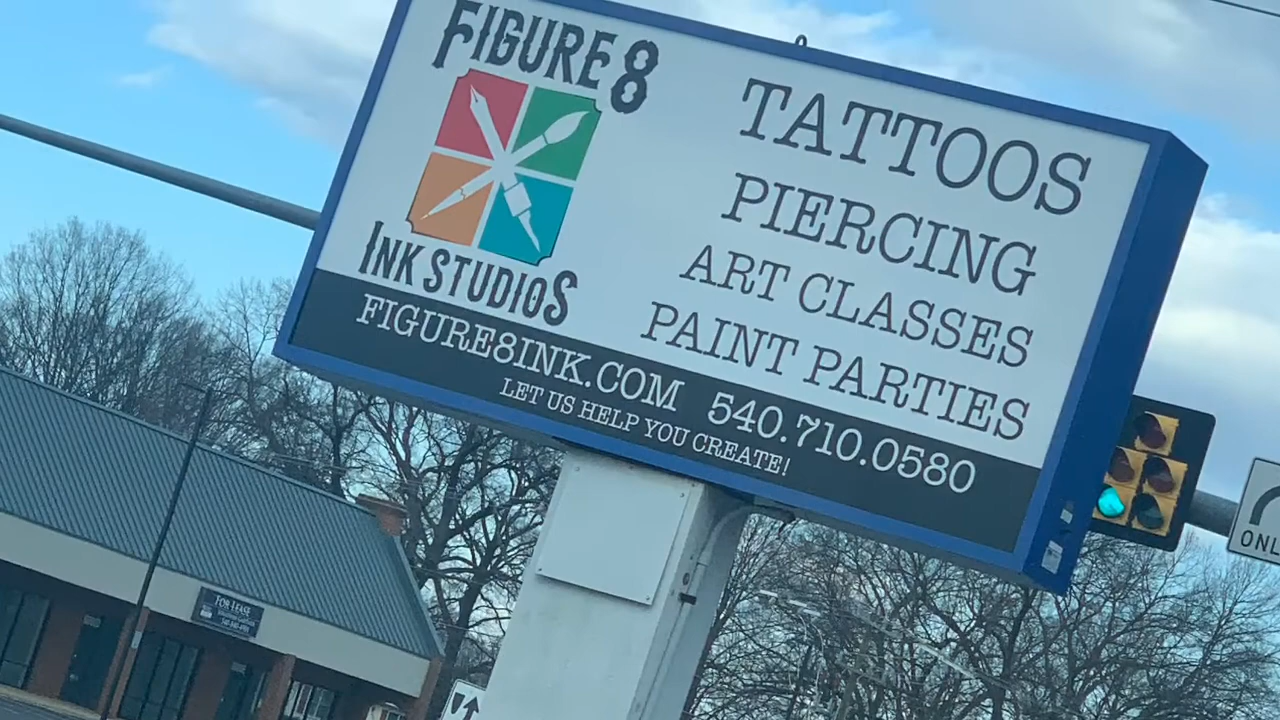 FIGURE 8
INK STUDIOS
TATTOOS
PIERCING
ART CLASSES
PAINT PARTIES
FIGURE8INK.COM 540.710.0580
LET US HELP YOU CREATE!
FOR LEASE
ONL